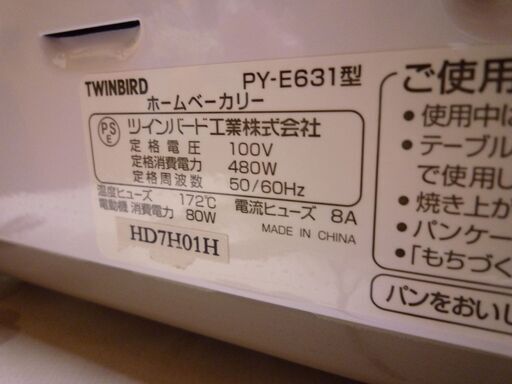 TWINBIRD PY-E631型
ホームベーカリー
PSE ツインバード工業株式会社
定格電圧 100V
定格消費電力 480W
定格周波数 50/60Hz
温度ヒューズ 172℃ 電流ヒューズ 8A
電動機 消費電力 80W MADE IN CHINA
HD7H01H
ご使用
• 使用中に
• テーブル
で使用し
• 焼き上が
• パンケー
• 「もちづく
パンをおいし